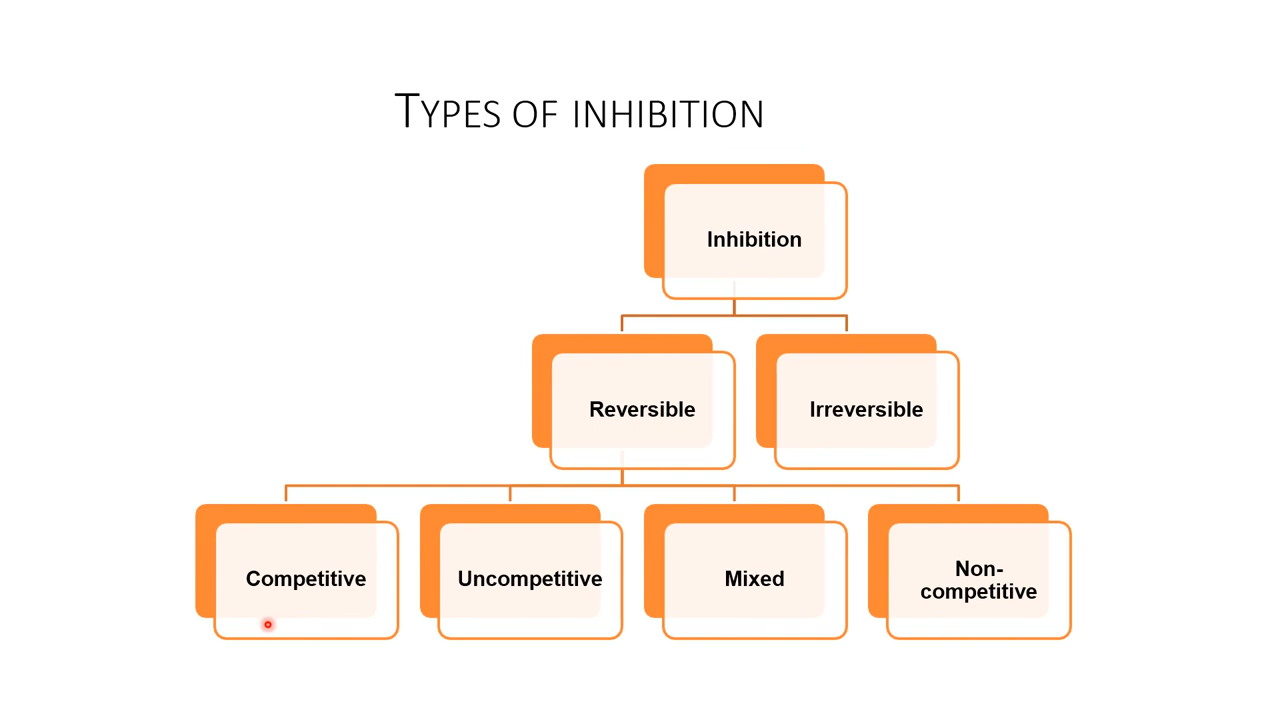 TYPES OF INHIBITION
Inhibition
Reversible
Irreversible
Competitive
Uncompetitive
Mixed
Non-
competitive